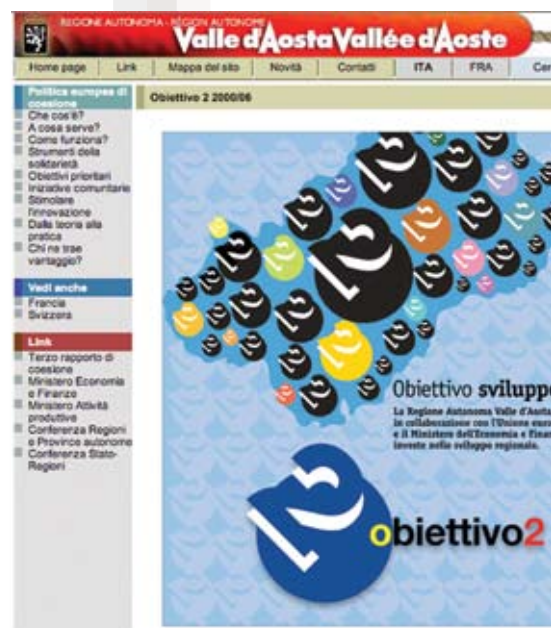 REGIONE AUTONOMA - RÉGION AUTONOME
Valle d'Aosta Vallée d'Aoste
Home page Link Mappa del sito Novità Contatti ITA FRA Cer
Politica europea di
coesione
Che cos'è?
A cosa serve?
Come funziona?
Strumenti della
solidarietà
Obiettivi prioritari
Iniziative comunitarie
Stimolare
l'innovazione
Dalla teoria alla
pratica
Chi ne trae
vantaggio?
Vedi anche
Francia
Svizzera
Link
Terzo rapporto di
coesione
Ministero Economia
e Finanze
Ministero Attività
produttive
Conferenza Regioni
e Province autonome
Conferenza Stato-
Regioni
Obiettivo 2 2000/06
Obiettivo sviluppo
La Regione Autonoma Valle d'Aosta
in collaborazione con l'Unione euro
e il Ministero dell'Economia e Finan
investe nello sviluppo regionale.
obiettivo2